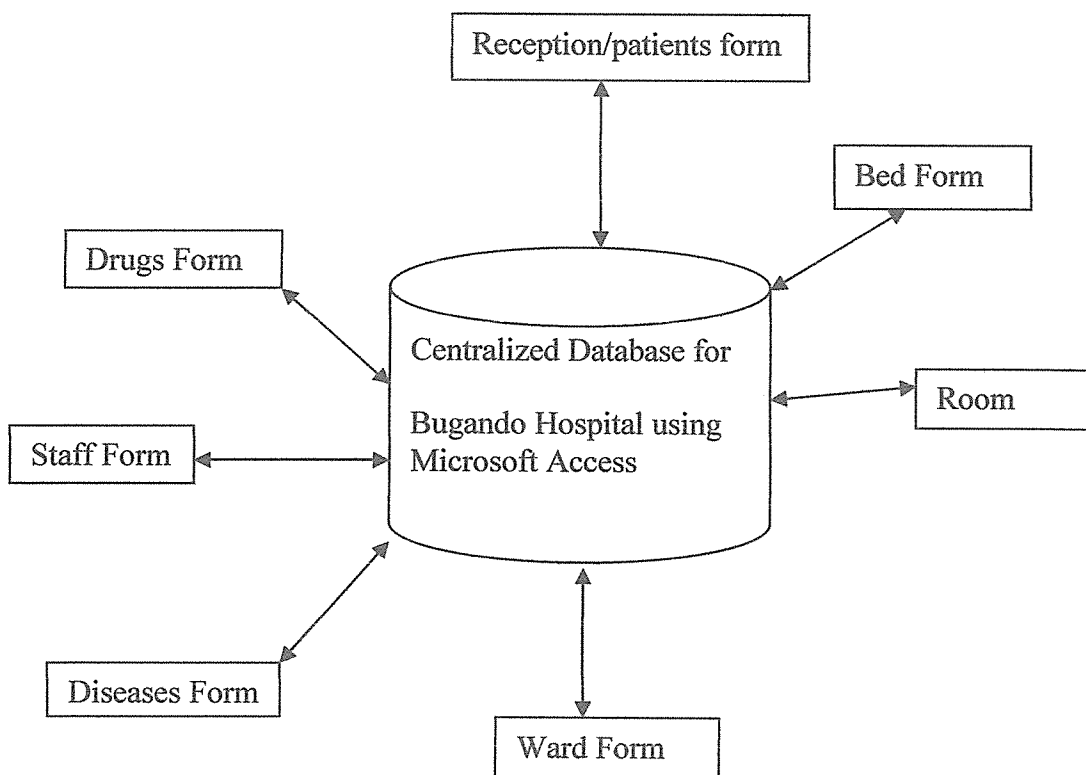 Reception/patients form
Bed Form
Drugs Form
Centralized Database for
Bugando Hospital using
Microsoft Access
Room
Staff Form
Diseases Form
Ward Form